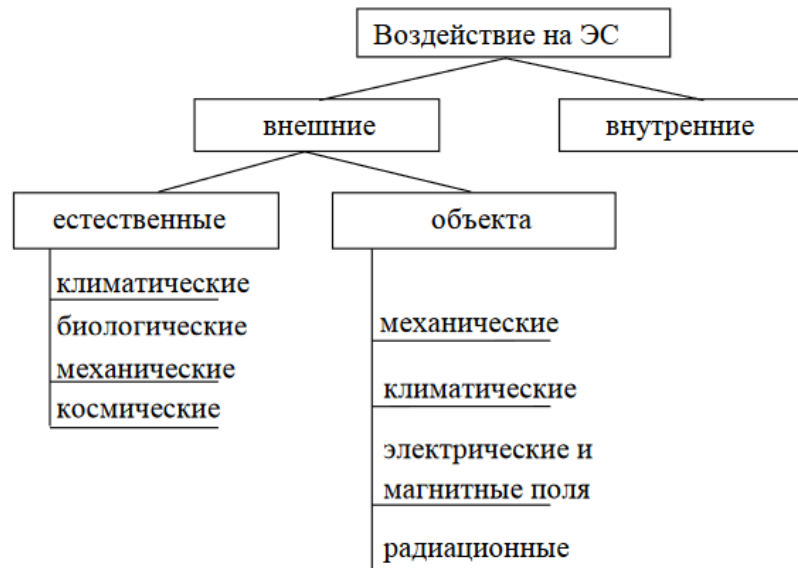 Воздействие на ЭС
внешние
внутренние
естественные
объекта
климатические
биологические
механические
космические
механические
климатические
электрические и
магнитные поля
радиационные